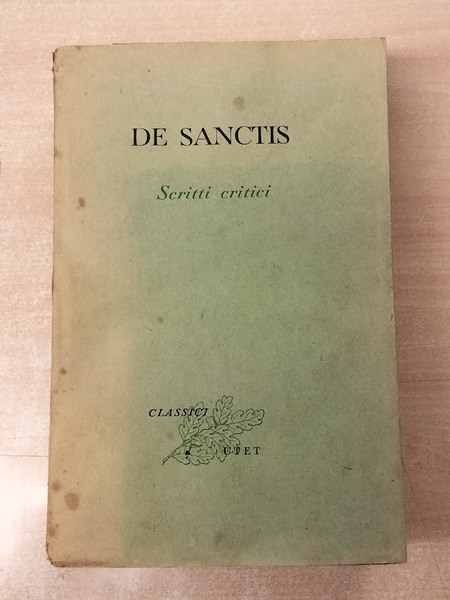 DE SANCTIS
Scritti critici
CLASSICI
UTET